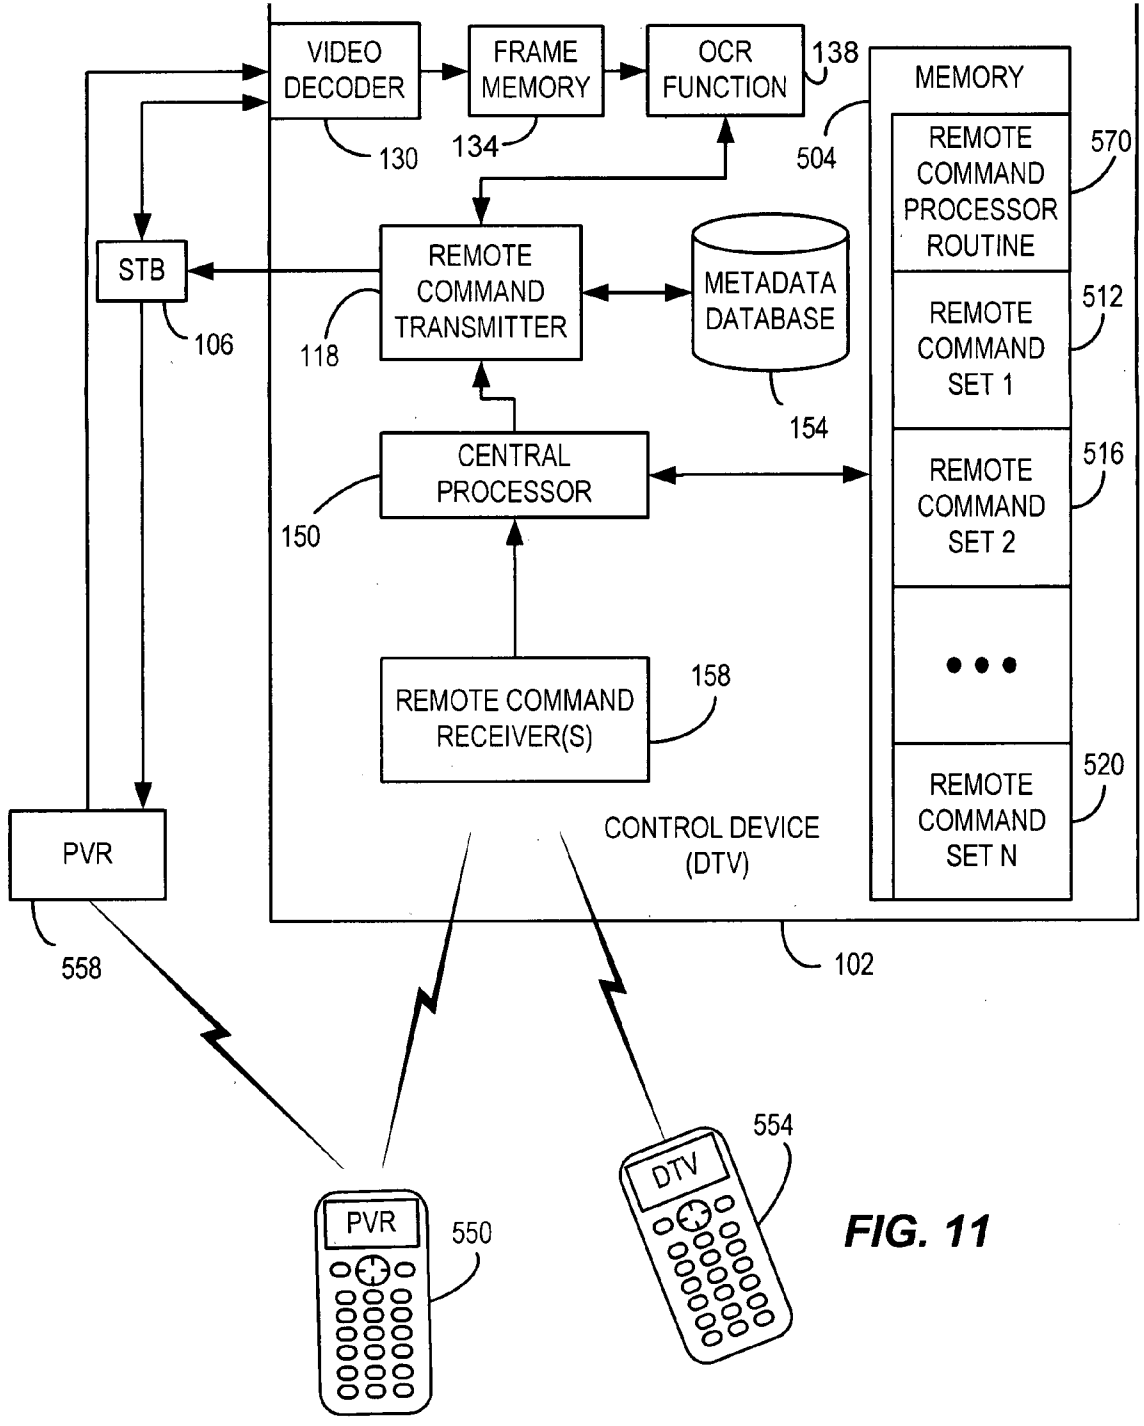 VIDEO
DECODER
130
FRAME
MEMORY
134
OCR
FUNCTION
138
MEMORY
504
REMOTE
COMMAND
PROCESSOR
ROUTINE
570
STB
106
REMOTE
COMMAND
TRANSMITTER
118
METADATA
DATABASE
154
REMOTE
COMMAND
SET 1
512
CENTRAL
PROCESSOR
150
REMOTE
COMMAND
SET 2
516
REMOTE COMMAND
RECEIVER(S)
158
REMOTE
COMMAND
SET N
520
PVR
558
CONTROL DEVICE
(DTV)
102
PVR
550
DTV
554
FIG. 11